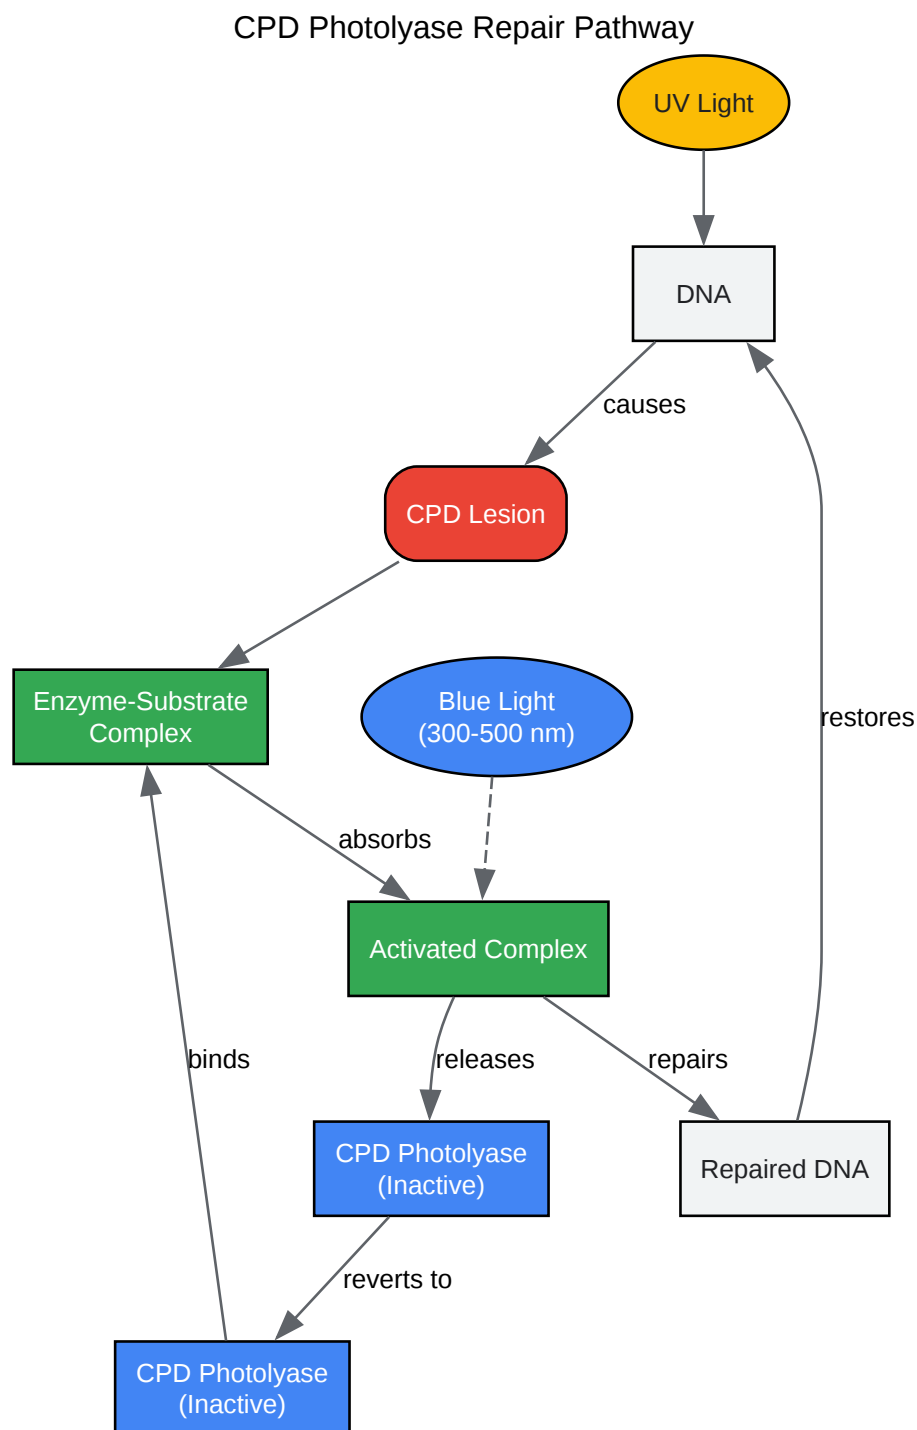 CPD Photolyase Repair Pathway
UV Light
DNA
causes
CPD Lesion
Enzyme-Substrate
Complex
Blue Light
(300-500 nm)
restores
absorbs
Activated Complex
binds
releases
repairs
CPD Photolyase
(Inactive)
Repaired DNA
reverts to
CPD Photolyase
(Inactive)